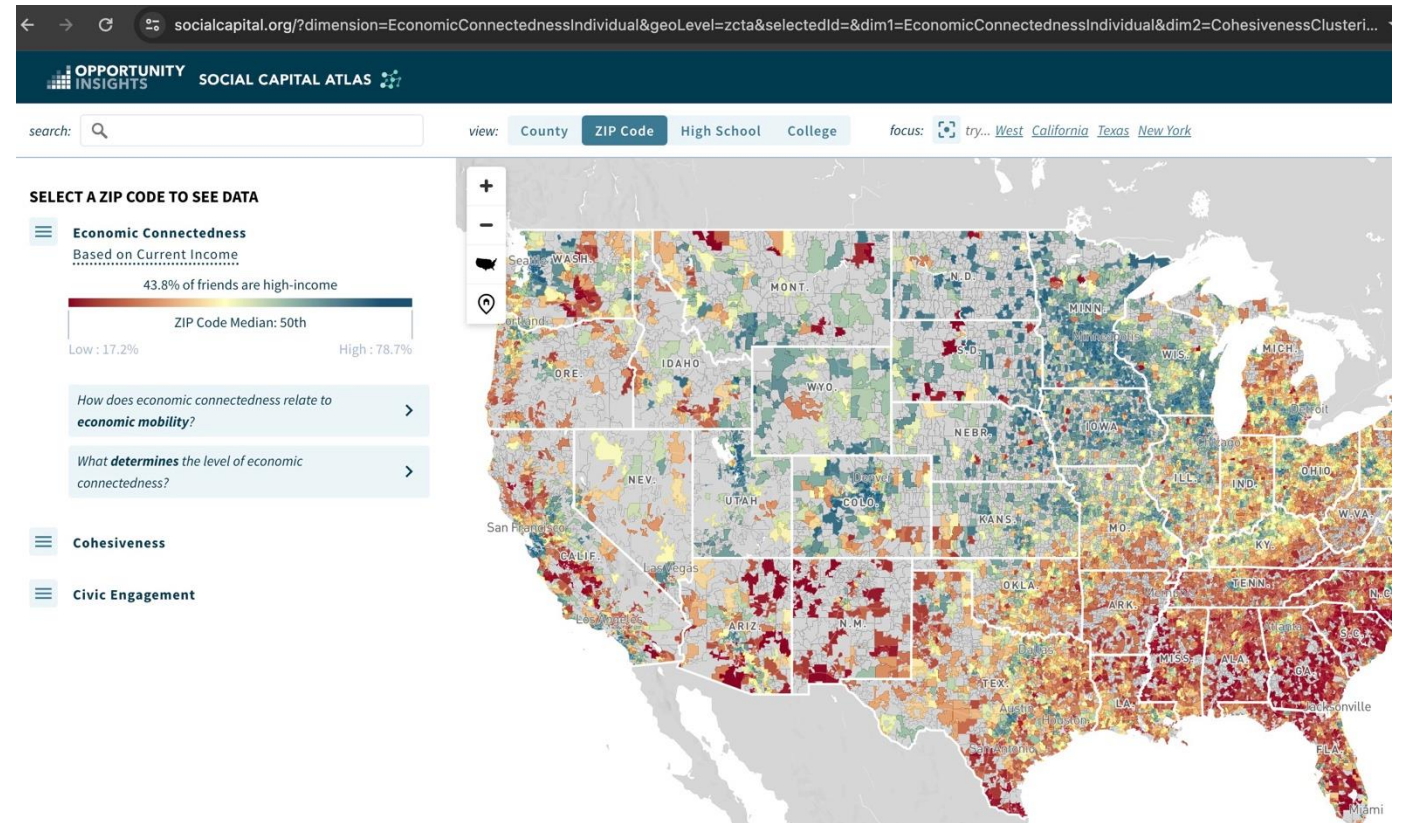 socialcapital.org/?dimension=EconomicConnectednessIndividual&geoLevel=zcta&selectedId=&dim1=EconomicConnectednessIndividual&dim2=CohesivenessClusteri...
OPPORTUNITY
INSIGHTS
SOCIAL CAPITAL ATLAS
search:
view: County ZIP Code High School College
focus: try... West California Texas New York
SELECT A ZIP CODE TO SEE DATA
Economic Connectedness
Based on Current Income
43.8% of friends are high-income
ZIP Code Median: 50th
Low : 17.2% High : 78.7%
How does economic connectedness relate to
economic mobility?
What determines the level of economic
connectedness?
Cohesiveness
Civic Engagement
+
−
WASH.
MONT.
N.D.
MINN.
Minneapolis
ORE.
IDAHO
WYO.
S.D.
WIS.
MICH.
Detroit
NEBR.
IOWA
Chicago
NEV.
UTAH
Denver
COLO.
KANS.
MO.
ILL.
IND.
OHIO
W.VA.
KY.
San Francisco
CALIF.
Las Vegas
Los Angeles
ARIZ.
N.M.
OKLA.
ARK.
Memphis
TENN.
N.C.
Atlanta
S.C.
Dallas
TEX.
MISS.
ALA.
GA.
LA.
Austin
Houston
San Antonio
Jacksonville
FLA.
Miami